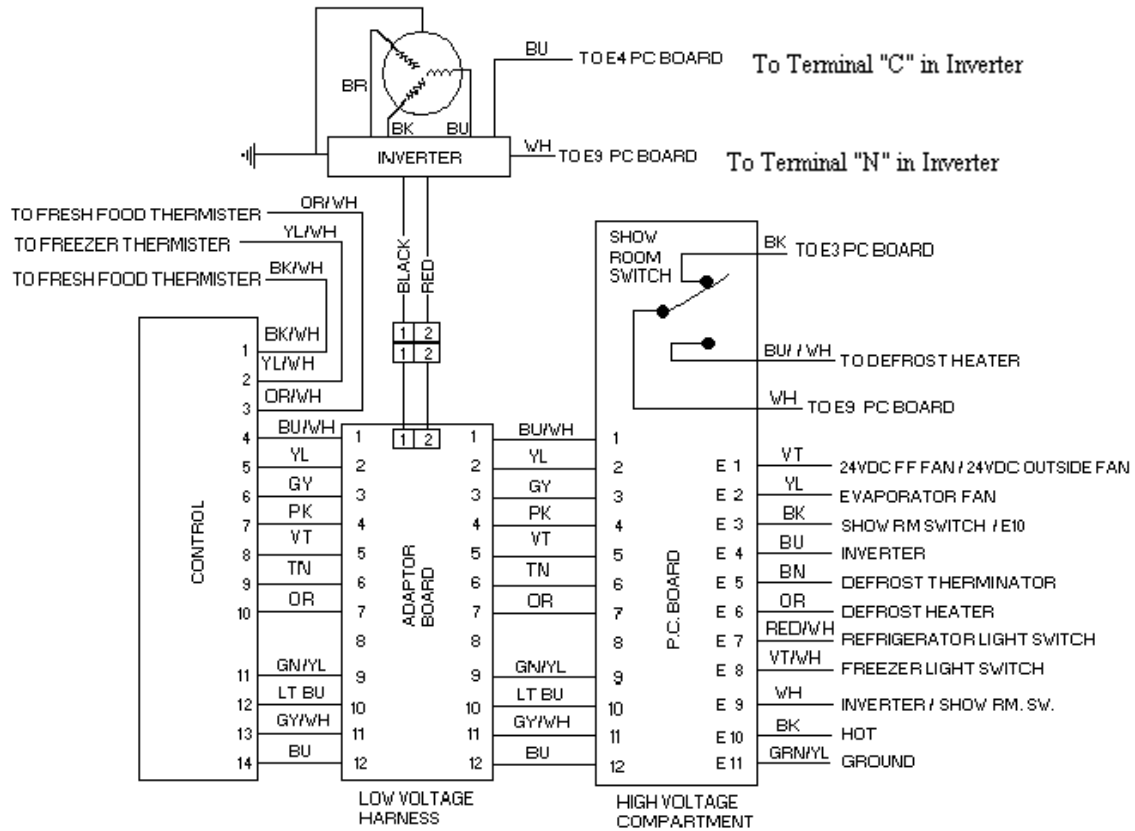 BU
TO E4 PC BOARD
To Terminal "C" in Inverter
BR
BK
BU
INVERTER
WH
TO E9 PC BOARD
To Terminal "N" in Inverter
OR/WH
TO FRESH FOOD THERMISTER
YL/WH
TO FREEZER THERMISTER
BK/WH
TO FRESH FOOD THERMISTER
BLACK
RED
1 2
1 2
SHOW
ROOM
SWITCH
BK
TO E3 PC BOARD
BU//WH
TO DEFROST HEATER
WH
TO E9 PC BOARD
CONTROL
1 BK/WH
2 YL/WH
3 OR/WH
4 BU/WH
5 YL
6 GY
7 PK
8 VT
9 TN
10 OR
11 GN/YL
12 LT BU
13 GY/WH
14 BU
1 2
ADAPTOR
BOARD
1 1 BU/WH 1
2 2 YL 2
3 3 GY 3
4 4 PK 4
5 5 VT 5
6 6 TN 6
7 7 OR 7
8 8 8
9 9 GN/YL 9
10 10 LT BU 10
11 11 GY/WH 11
12 12 BU 12
LOW VOLTAGE
HARNESS
P.C. BOARD
E 1 VT 24VDC FF FAN / 24VDC OUTSIDE FAN
E 2 YL EVAPORATOR FAN
E 3 BK SHOW RM SWITCH / E10
E 4 BU INVERTER
E 5 BN DEFROST THERMINATOR
E 6 OR DEFROST HEATER
E 7 RED/WH REFRIGERATOR LIGHT SWITCH
E 8 VT/WH FREEZER LIGHT SWITCH
E 9 WH INVERTER / SHOW RM. SW.
E10 BK HOT
E11 GRN/YL GROUND
HIGH VOLTAGE
COMPARTMENT